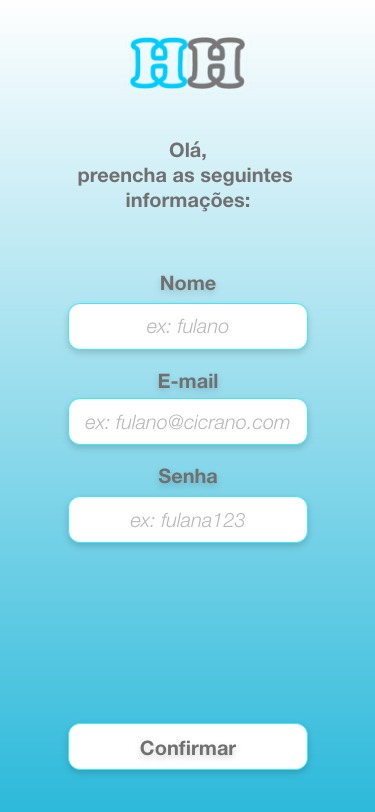 HH
Olá,
preencha as seguintes
informações:
Nome
ex: fulano
E-mail
ex: fulano@cicrano.com
Senha
ex: fulana123
Confirmar